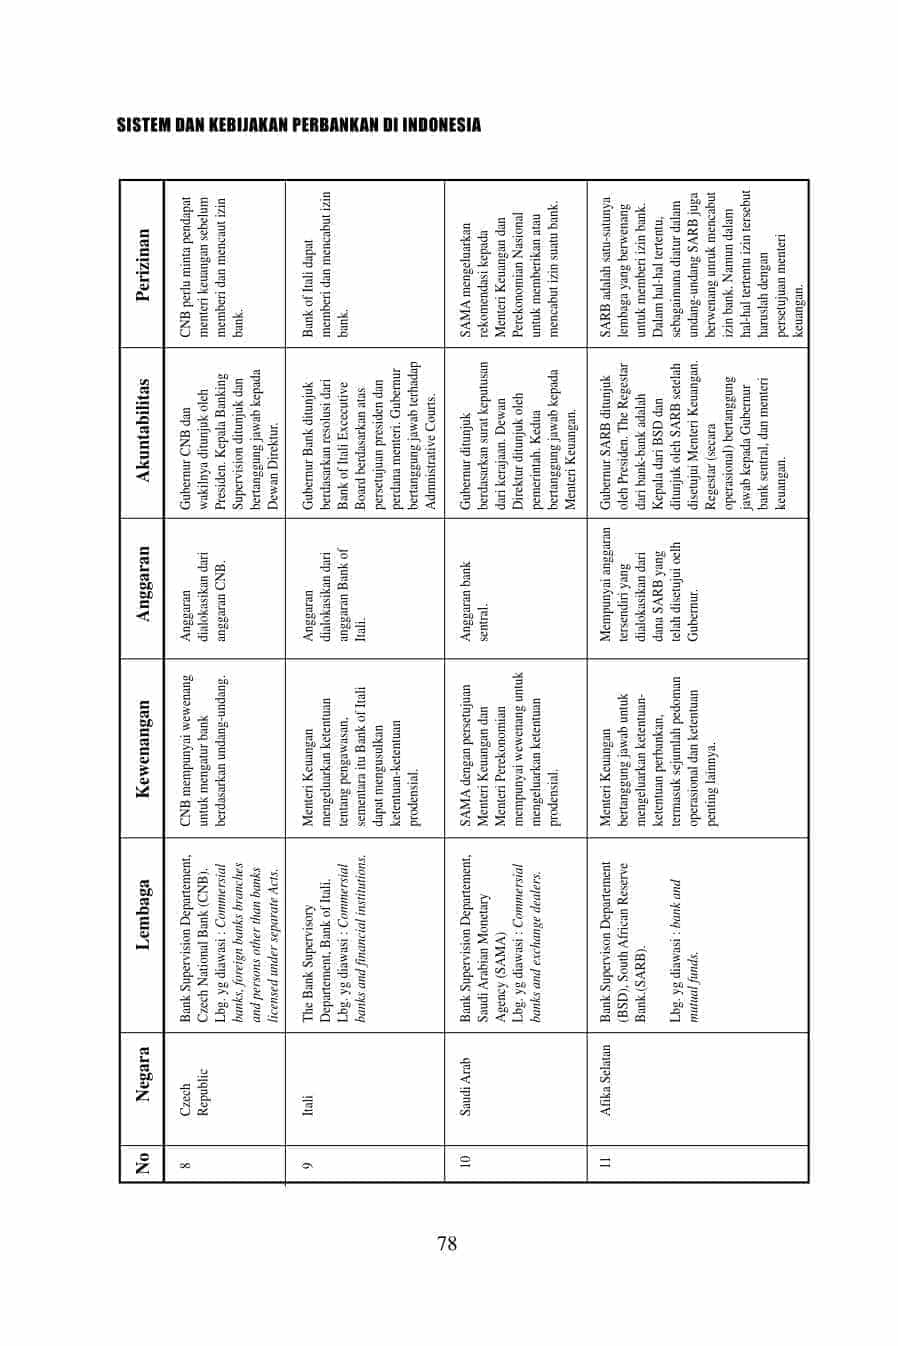 SISTEM DAN KEBIJAKAN PERBANKAN DI INDONESIA
No
Negara
Lembaga
Kewenangan
Anggaran
Akuntabilitas
Perizinan
8
Czech
Republic
Bank Supervision Departement,
Czech National Bank (CNB).
Lbg. yg diawasi : Commersial
banks, foreign banks branches
and persons other than banks
licensed under separate Acts.
CNB mempunyai wewenang
untuk mengatur bank
berdasarkan undang-undang.
Anggaran
dialokasikan dari
anggaran CNB.
Gubernur CNB dan
wakilnya ditunjuk oleh
Presiden. Kepala Banking
Supervision ditunjuk dan
bertanggung jawab kepada
Dewan Direktur.
CNB perlu minta pendapat
menteri keuangan sebelum
memberi dan mencaut izin
bank.
9
Itali
The Bank Supervisory
Departement, Bank of Itali.
Lbg. yg diawasi : Commersial
banks and financial institutions.
Menteri Keuangan
mengeluarkan ketentuan
tentang pengawasan,
sementara itu Bank of Itali
dapat mengusulkan
ketentuan-ketentuan
prodensial.
Anggaran
dialokasikan dari
anggaran Bank of
Itali.
Gubernur Bank ditunjuk
berdasarkan resolusi dari
Bank of Itali Excecutive
Board berdasarkan atas
persetujuan presiden dan
perdana menteri. Gubernur
bertanggung jawab terhadap
Admnistrative Courts.
Bank of Itali dapat
memberi dan mencabut izin
bank.
10
Saudi Arab
Bank Supervision Departement,
Saudi Arabian Monetary
Agency (SAMA)
Lbg. yg diawasi : Commersial
banks and exchange dealers.
SAMA dengan persetujuan
Menteri Keuangan dan
Menteri Perekonomian
mempunyai wewenang untuk
mengeluarkan ketentuan
prodensial.
Anggaran bank
sentral.
Gubernur ditunjuk
berdasarkan surat keputusan
dari kerajaan. Dewan
Direktur ditunjuk oleh
pemerintah. Kedua
bertanggung jawab kepada
Menteri Keuangan.
SAMA mengeluarkan
rekomendasi kepada
Menteri Keuangan dan
Perekonomian Nasional
untuk memberikan atau
mencabut izin suatu bank.
11
Afika Selatan
Bank Supervison Departement
(BSD), South African Reserve
Bank.(SARB).
Lbg. yg diawasi : bank and
mutual funds.
Menteri Keuangan
bertanggung jawab untuk
mengeluarkan ketentuan-
ketentuan perbankan,
termasuk sejumlah pedoman
operasional dan ketentuan
penting lainnya.
Mempunyai anggaran
tersendiri yang
dialokasikan dari
dana SARB yang
telah disetujui oelh
Gubernur.
Gubernur SARB ditunjuk
oleh Presiden. The Regestar
dari bank-bank adalah
Kepala dari BSD dan
ditunjuk oleh SARB setelah
disetujui Menteri Keuangan.
Regestar (secara
operasional) bertanggung
jawab kepada Gubernur
bank sentral, dan menteri
keuangan.
SARB adalah satu-satunya
lembaga yang berwenang
untuk memberi izin bank.
Dalam hal-hal tertentu,
sebagaimana diatur dalam
undang-undang SARB juga
berwenang unruk mencabut
izin bank. Namun dalam
hal-hal tertentu izin tersebut
haruslah dengan
persetujuan menteri
keuangan.
78